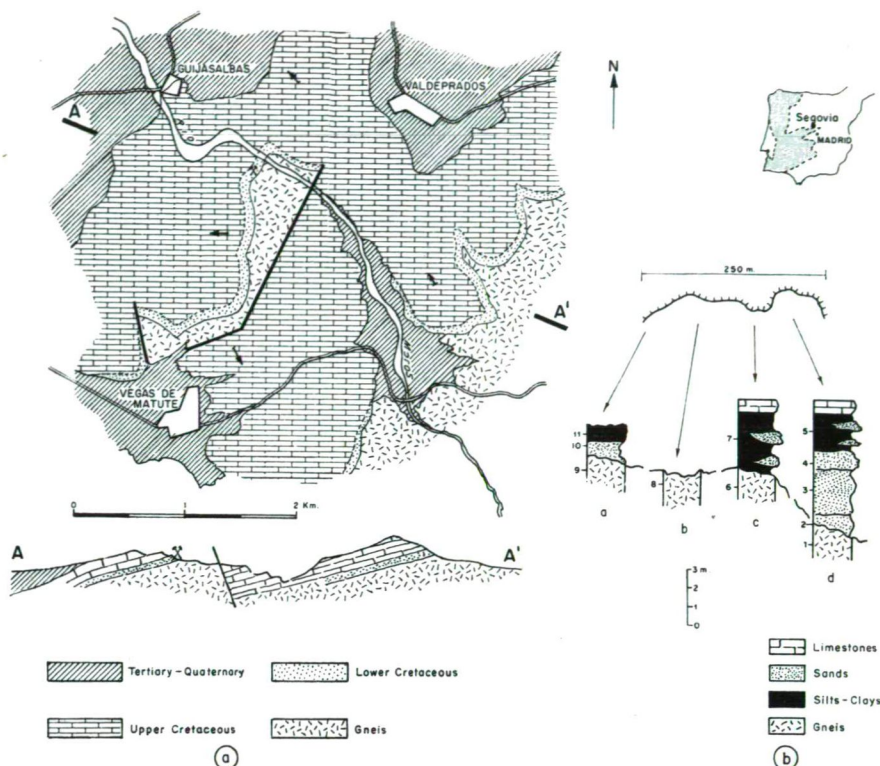 GUIJASALBAS
VALDEPRADOS
N
Segovia
MADRID
A
A'
VEGAS DE
MATUTE
0 1 2 Km.
A A'
250 m.
11
10
9
a
8
b
7
6
c
5
4
3
2
1
d
3 m
2
1
0
Tertiary-Quaternary
Lower Cretaceous
Upper Cretaceous
Gneis
a
Limestones
Sands
Silts-Clays
Gneis
b